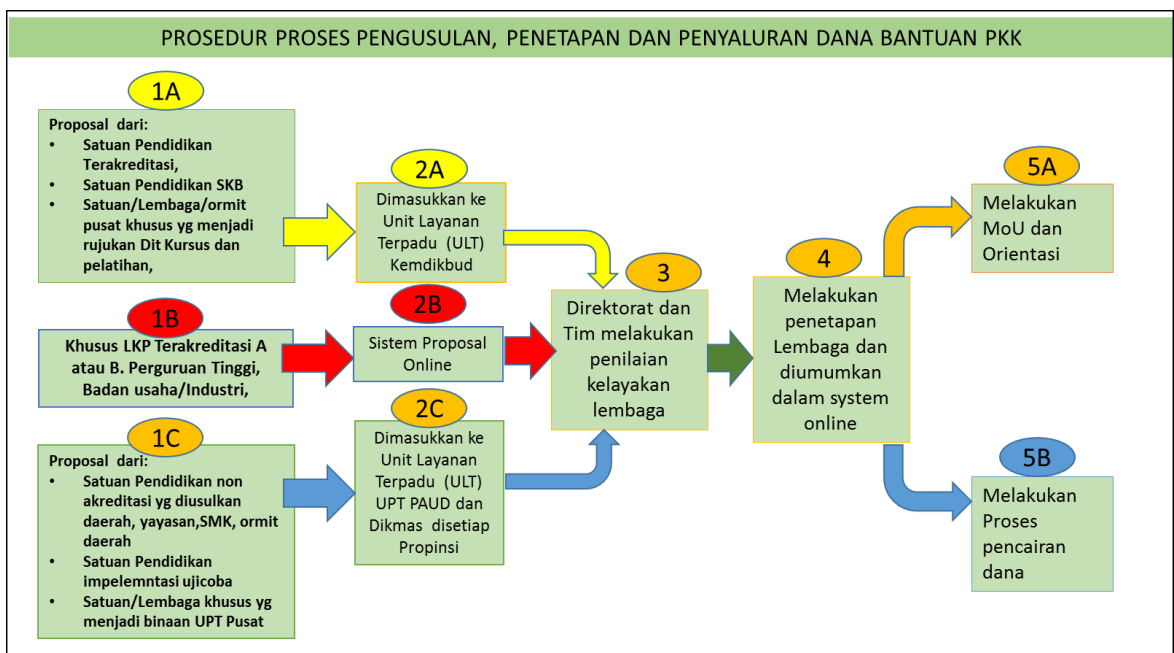 PROSEDUR PROSES PENGUSULAN, PENETAPAN DAN PENYALURAN DANA BANTUAN PKK
1A
Proposal dari:
• Satuan Pendidikan
Terakreditasi,
• Satuan Pendidikan SKB
• Satuan/Lembaga/ormit
pusat khusus yg menjadi
rujukan Dit Kursus dan
pelatihan,
2A
Dimasukkan ke
Unit Layanan
Terpadu (ULT)
Kemdikbud
1B
Khusus LKP Terakreditasi A
atau B. Perguruan Tinggi,
Badan usaha/Industri,
2B
Sistem Proposal
Online
1C
Proposal dari:
• Satuan Pendidikan non
akreditasi yg diusulkan
daerah, yayasan,SMK, ormit
daerah
• Satuan Pendidikan
impelemntasi ujicoba
• Satuan/Lembaga khusus yg
menjadi binaan UPT Pusat
2C
Dimasukkan ke
Unit Layanan
Terpadu (ULT)
UPT PAUD dan
Dikmas disetiap
Propinsi
3
Direktorat dan
Tim melakukan
penilaian
kelayakan
lembaga
4
Melakukan
penetapan
Lembaga dan
diumumkan
dalam system
online
5A
Melakukan
MoU dan
Orientasi
5B
Melakukan
Proses
pencairan
dana